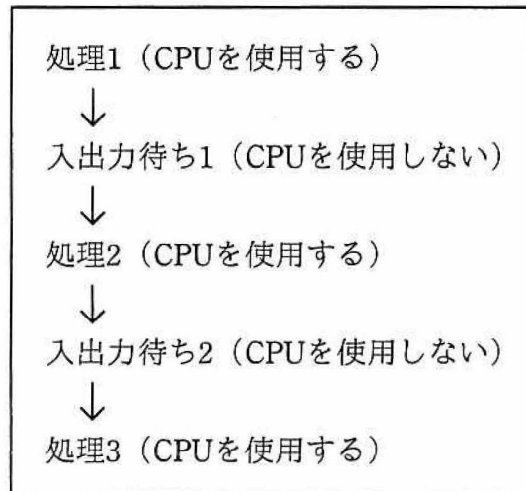 処理1（CPUを使用する）
↓
入出力待ち1（CPUを使用しない）
↓
処理2（CPUを使用する）
↓
入出力待ち2（CPUを使用しない）
↓
処理3（CPUを使用する）